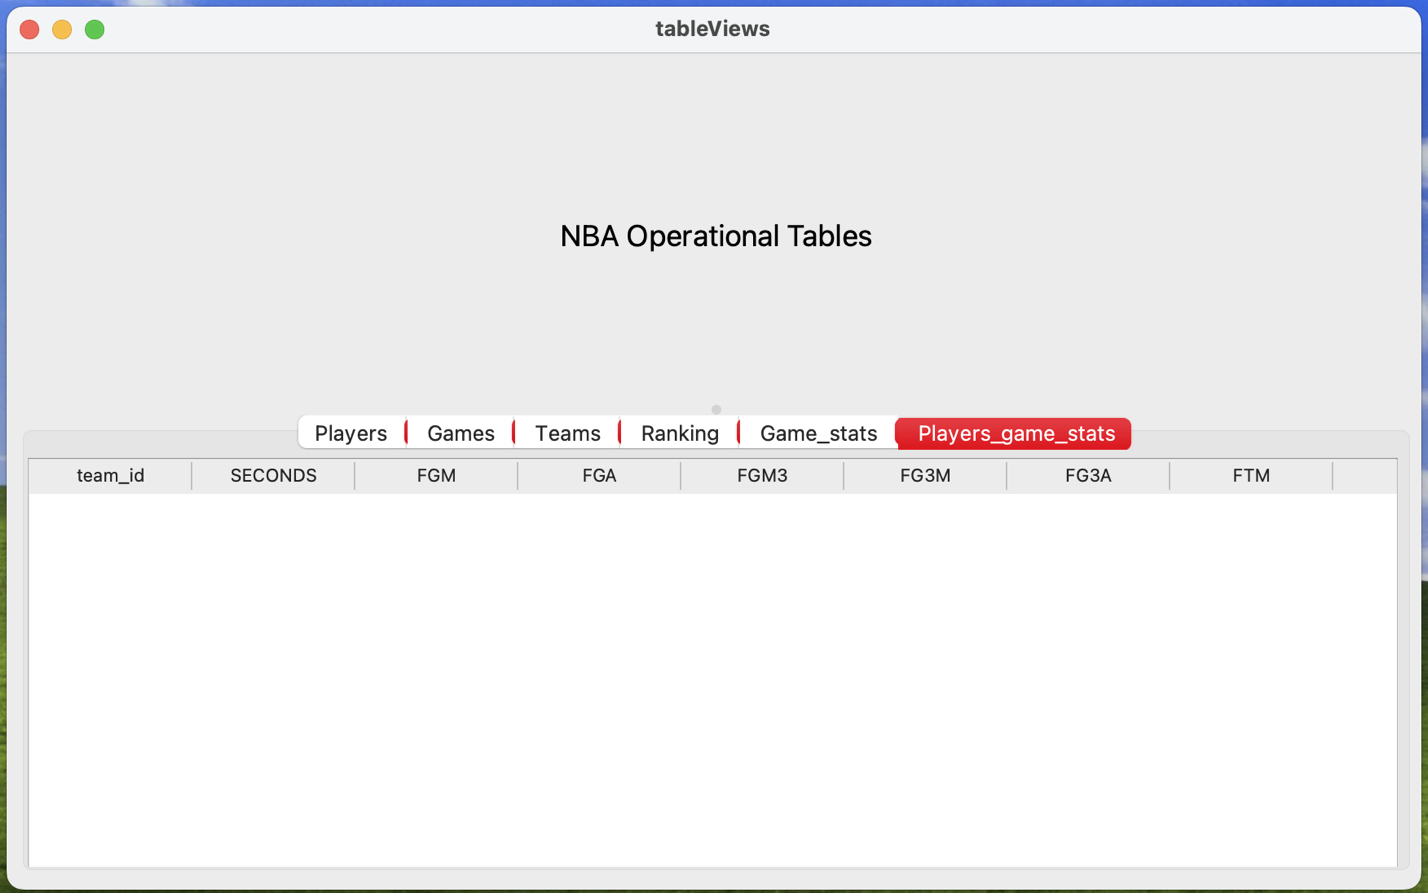 tableViews
NBA Operational Tables
Players Games Teams Ranking Game_stats Players_game_stats
team_id SECONDS FGM FGA FGM3 FG3M FG3A FTM